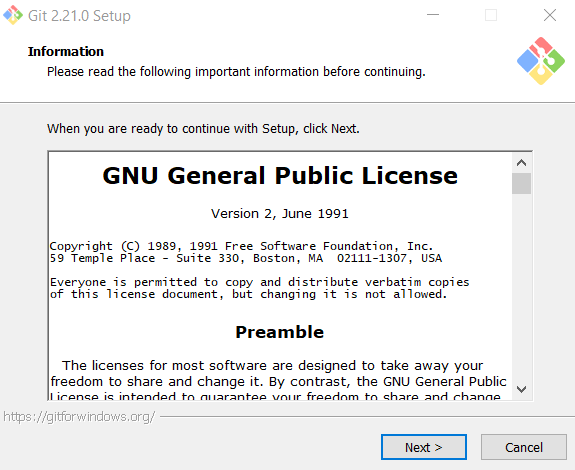 Git 2.21.0 Setup
Information
Please read the following important information before continuing.
When you are ready to continue with Setup, click Next.
GNU General Public License
Version 2, June 1991
Copyright (C) 1989, 1991 Free Software Foundation, Inc.
59 Temple Place - Suite 330, Boston, MA  02111-1307, USA
Everyone is permitted to copy and distribute verbatim copies
of this license document, but changing it is not allowed.
Preamble
The licenses for most software are designed to take away your
freedom to share and change it. By contrast, the GNU General Public
License is intended to guarantee your freedom to share and change
https://gitforwindows.org/
Next >
Cancel